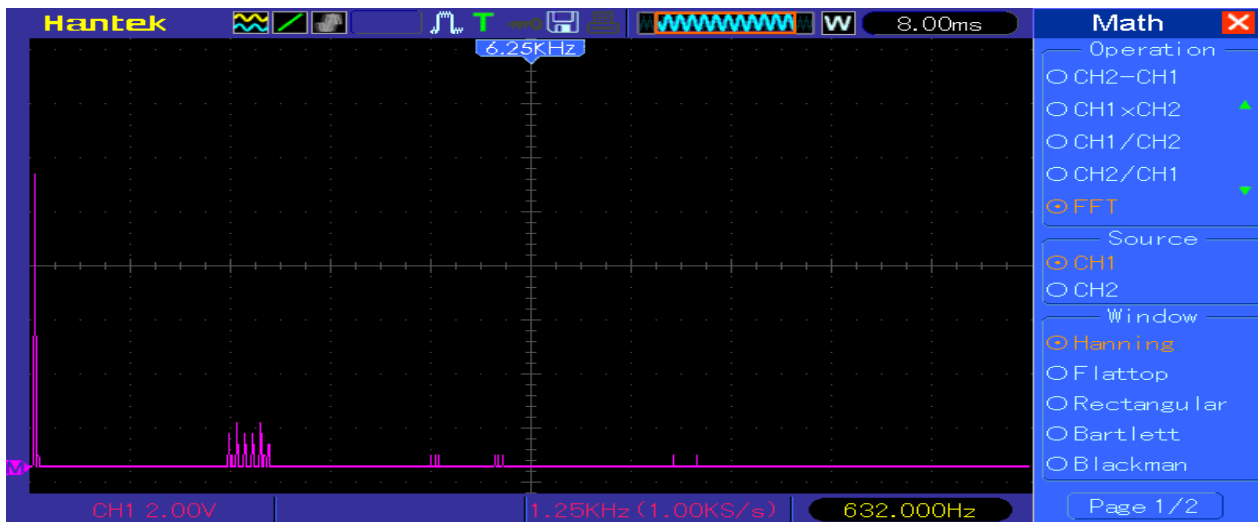 Hantek T W 8.00ms
6.25KHz
M
CH1 2.00V 1.25KHz(1.00KS/s) 632.000Hz
Math
Operation
CH2-CH1
CH1×CH2
CH1/CH2
CH2/CH1
FFT
Source
CH1
CH2
Window
Hanning
Flattop
Rectangular
Bartlett
Blackman
Page 1/2